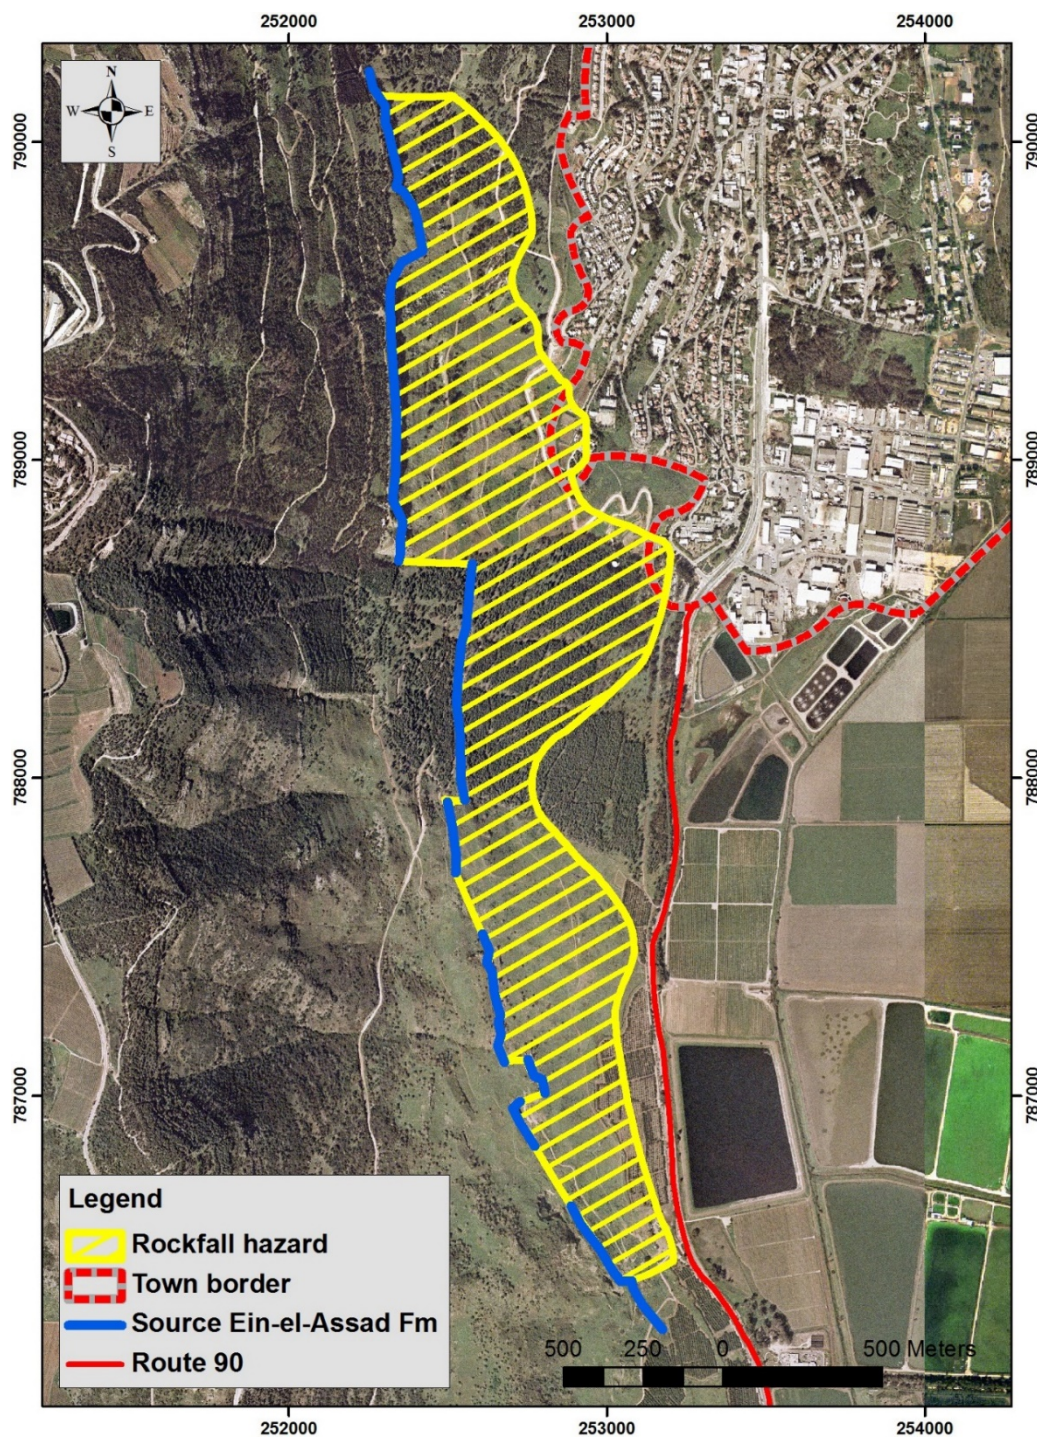 252000 253000 254000
N
W E
S
790000 790000
789000 789000
788000 788000
787000 787000
Legend
Rockfall hazard
Town border
Source Ein-el-Assad Fm
Route 90
500 250 0 500 Meters
252000 253000 254000